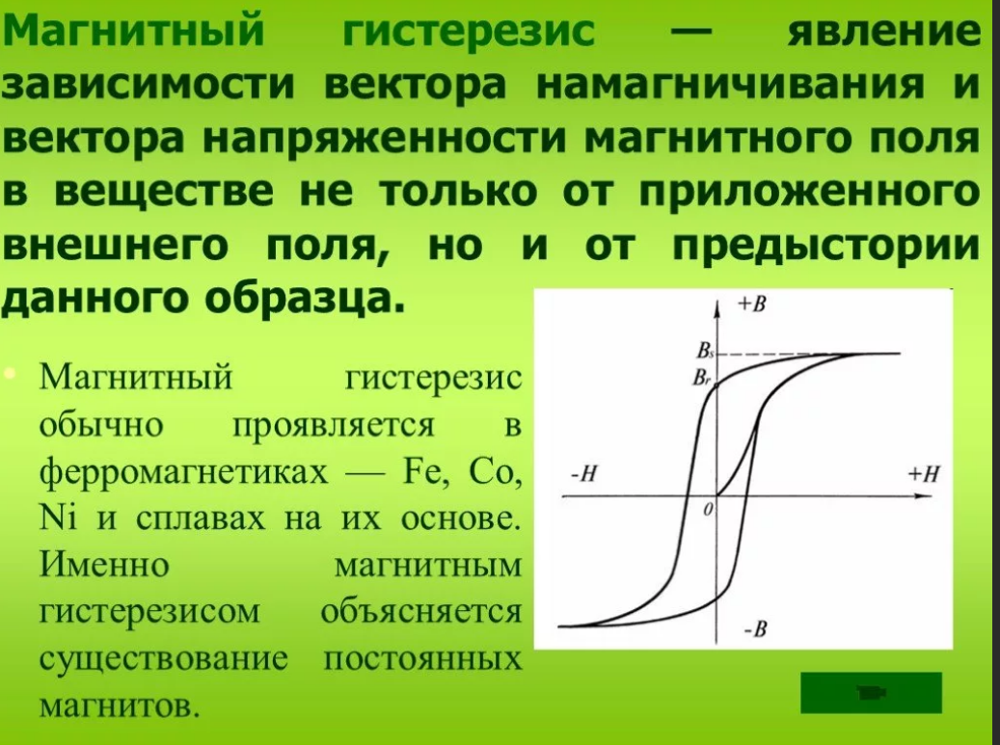 Магнитный гистерезис — явление
зависимости вектора намагничивания и
вектора напряженности магнитного поля
в веществе не только от приложенного
внешнего поля, но и от предыстории
данного образца.
• Магнитный гистерезис
обычно проявляется в
ферромагнетиках — Fe, Co,
Ni и сплавах на их основе.
Именно магнитным
гистерезисом объясняется
существование постоянных
магнитов.
+B
Bs
Br
-H
+H
0
-B